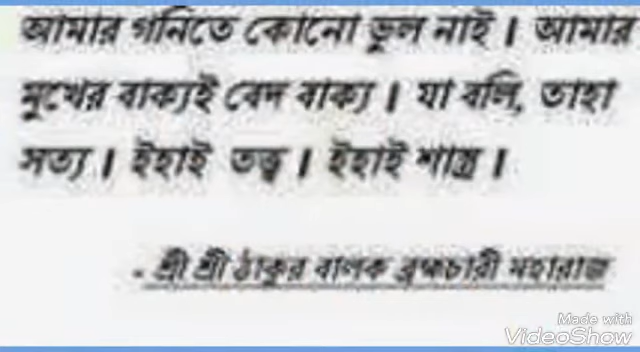 আমার গনিতে কোনো ভুল নাই। আমার
মুখের বাক্যই বেদ বাক্য। যা বলি, তাহা
সত্য। ইহাই তত্ত্ব। ইহাই শাস্ত্র।
- শ্রী শ্রী ঠাকুর বালক ব্রহ্মচারী মহারাজ
Made with
VideoShow